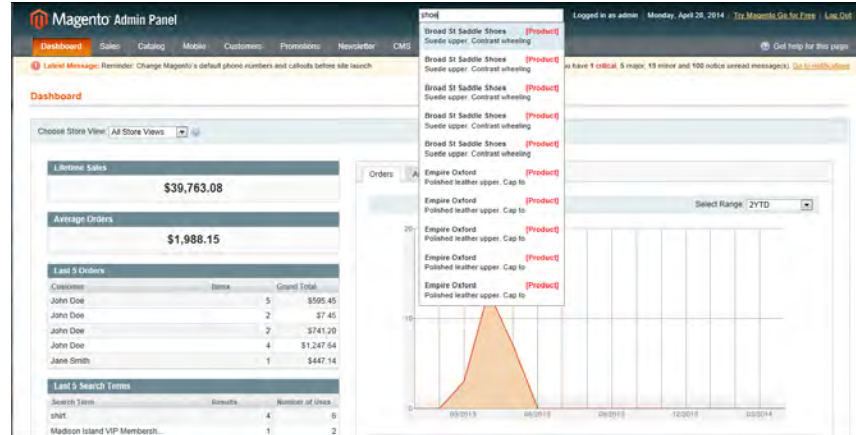 Magento Admin Panel
shoe
Logged in as admin | Monday, April 28, 2014 | Try Magento Go for Free | Log Out
Dashboard Sales Catalog Mobile Customers Promotions Newsletter CMS
Get help for this page
Latest Message: Reminder: Change Magento's default phone numbers and callouts before site launch
have 1 critical, 5 major, 15 minor and 100 notice unread message(s). Go to notifications
Broad St Saddle Shoes [Product]
Suede upper. Contrast wheeling
Broad St Saddle Shoes [Product]
Suede upper. Contrast wheeling
Broad St Saddle Shoes [Product]
Suede upper. Contrast wheeling
Broad St Saddle Shoes [Product]
Suede upper. Contrast wheeling
Broad St Saddle Shoes [Product]
Suede upper. Contrast wheeling
Empire Oxford [Product]
Polished leather upper. Cap to
Empire Oxford [Product]
Polished leather upper. Cap to
Empire Oxford [Product]
Polished leather upper. Cap to
Empire Oxford [Product]
Polished leather upper. Cap to
Empire Oxford [Product]
Polished leather upper. Cap to
Dashboard
Choose Store View: All Store Views
Lifetime Sales
$39,763.08
Average Orders
$1,988.15
Last 5 Orders
Customer Items Grand Total
John Doe 5 $595.45
John Doe 2 $7.45
John Doe 2 $741.20
John Doe 4 $1,247.64
Jane Smith 1 $447.14
Last 5 Search Terms
Search Term Results Number of Uses
shirt 4 6
Madison Island VIP Membersh... 1 2
Orders
Select Range: 2YTD
20
10
0
03/2013 06/2013 09/2013 12/2013 03/2014